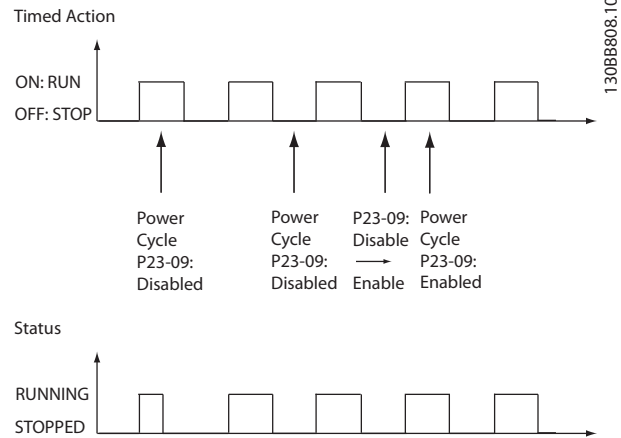 Timed Action
130BB808.10
ON: RUN
OFF: STOP
Power
Cycle
P23-09:
Disabled
Power
Cycle
P23-09:
Disabled
P23-09:
Disable
Enable
Power
Cycle
P23-09:
Enabled
Status
RUNNING
STOPPED